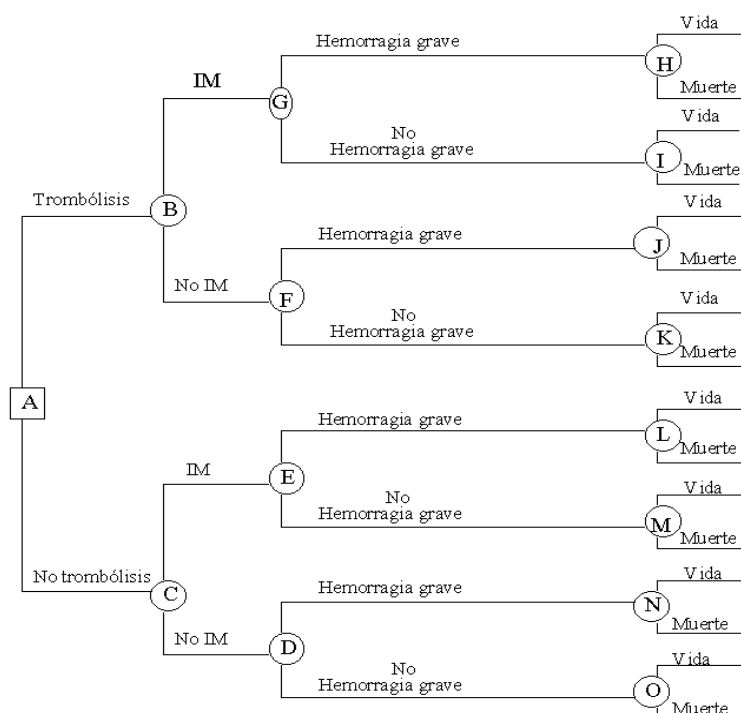 Vida
Hemorragia grave
H
IM
Muerte
G
Vida
No
Hemorragia grave
I
Muerte
Trombólisis
B
Vida
Hemorragia grave
J
Muerte
No IM
F
Vida
No
Hemorragia grave
K
Muerte
A
Vida
Hemorragia grave
L
Muerte
IM
E
Vida
No
Hemorragia grave
M
Muerte
No trombólisis
C
Vida
Hemorragia grave
N
Muerte
No IM
D
Vida
No
Hemorragia grave
O
Muerte